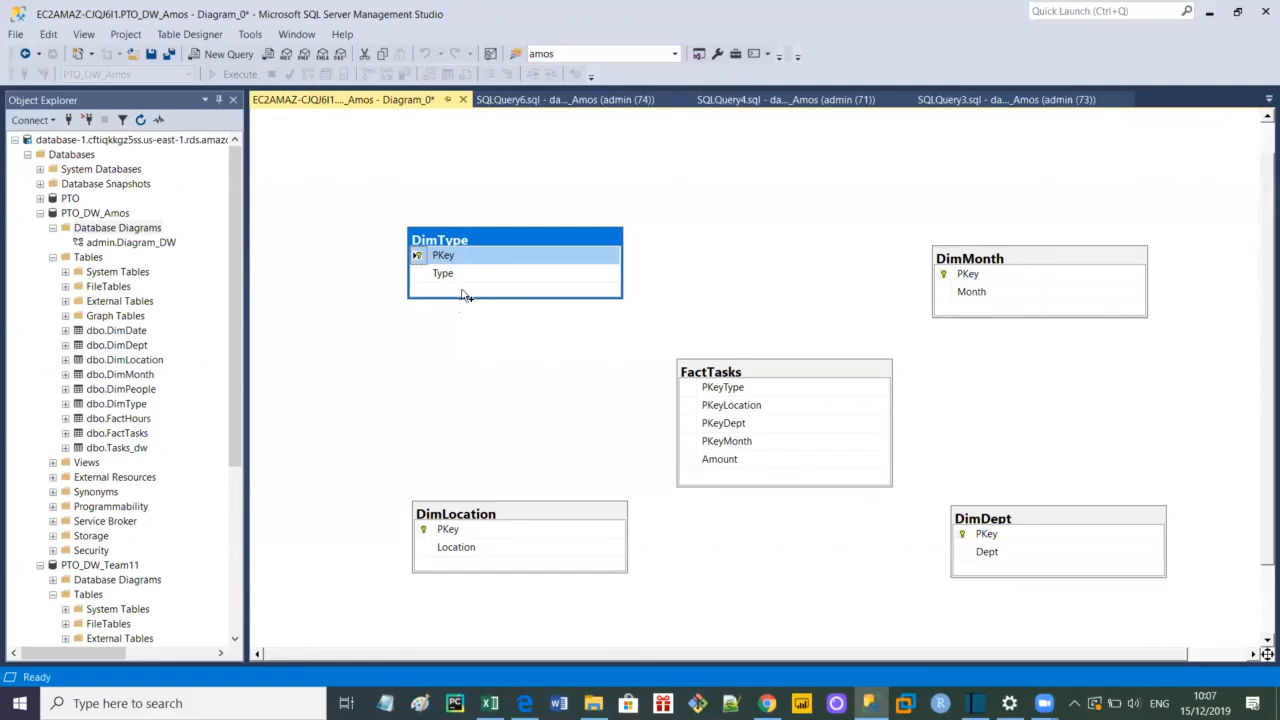 EC2AMAZ-CJQJ6I1.PTO_DW_Amos - Diagram_0* - Microsoft SQL Server Management Studio
Quick Launch (Ctrl+Q)
File Edit View Project Table Designer Tools Window Help
New Query
amos
PTO_DW_Amos
Execute
Object Explorer
EC2AMAZ-CJQJ6I1...._Amos - Diagram_0*
SQLQuery6.sql - da..._Amos (admin (74))
SQLQuery4.sql - da..._Amos (admin (71))
SQLQuery3.sql - da..._Amos (admin (73))
Connect
database-1.cftiqkkgz5ss.us-east-1.rds.amazo
Databases
System Databases
Database Snapshots
PTO
PTO_DW_Amos
Database Diagrams
admin.Diagram_DW
Tables
System Tables
FileTables
External Tables
Graph Tables
dbo.DimDate
dbo.DimDept
dbo.DimLocation
dbo.DimMonth
dbo.DimPeople
dbo.DimType
dbo.FactHours
dbo.FactTasks
dbo.Tasks_dw
Views
External Resources
Synonyms
Programmability
Service Broker
Storage
Security
PTO_DW_Team11
Database Diagrams
Tables
System Tables
FileTables
External Tables
DimType
PKey
Type
DimMonth
PKey
Month
FactTasks
PKeyType
PKeyLocation
PKeyDept
PKeyMonth
Amount
DimLocation
PKey
Location
DimDept
PKey
Dept
Ready
Type here to search
ENG
10:07
15/12/2019